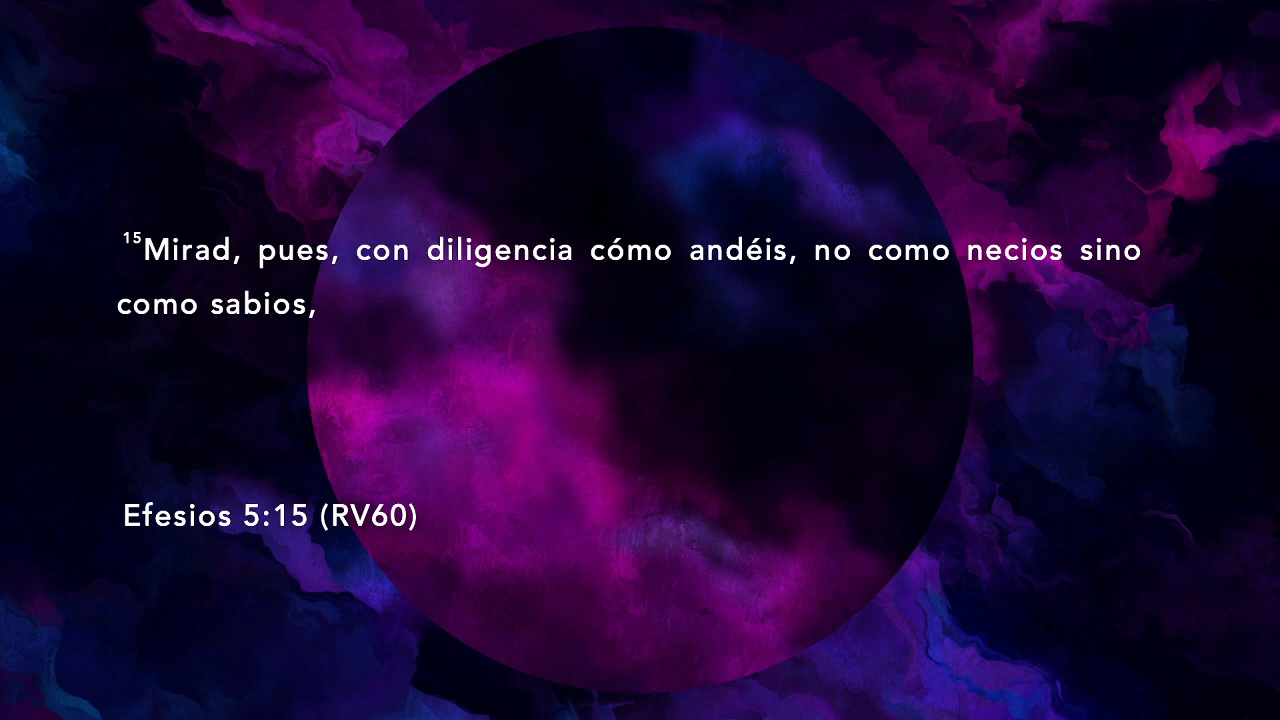 15Mirad, pues, con diligencia cómo andéis, no como necios sino
como sabios,
Efesios 5:15 (RV60)